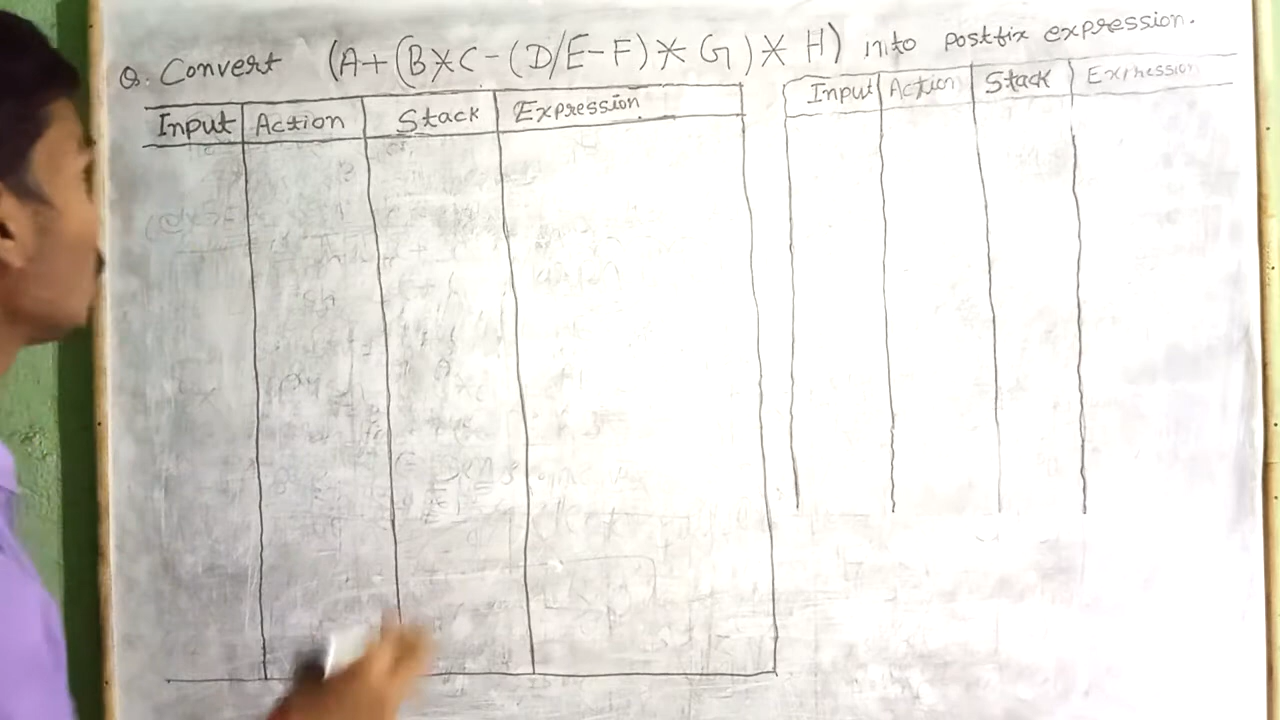 Q. Convert (A+(B*C-(D/E-F)*G)*H) into postfix expression.
Input Action Stack Expression
Input Action Stack Expression